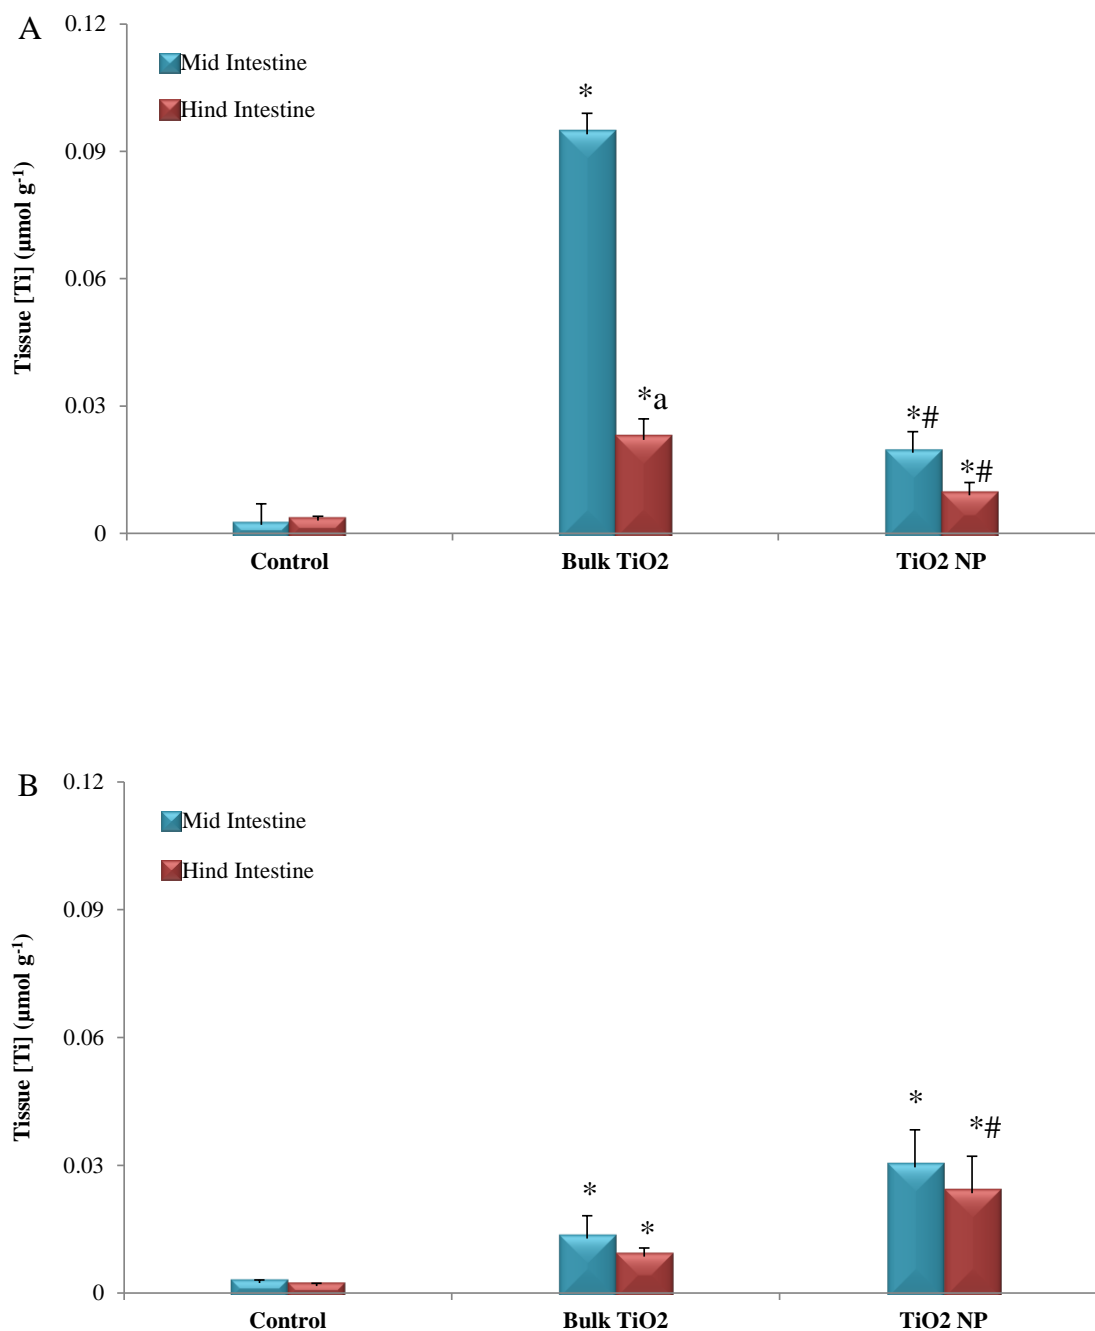 A
0.12
Mid Intestine
Hind Intestine
*
0.09
Tissue [Ti] (µmol g⁻¹)
0.06
*a
0.03
*#
*#
0
Control
Bulk TiO2
TiO2 NP
B
0.12
Mid Intestine
Hind Intestine
0.09
Tissue [Ti] (µmol g⁻¹)
0.06
*
*#
0.03
*
*
0
Control
Bulk TiO2
TiO2 NP